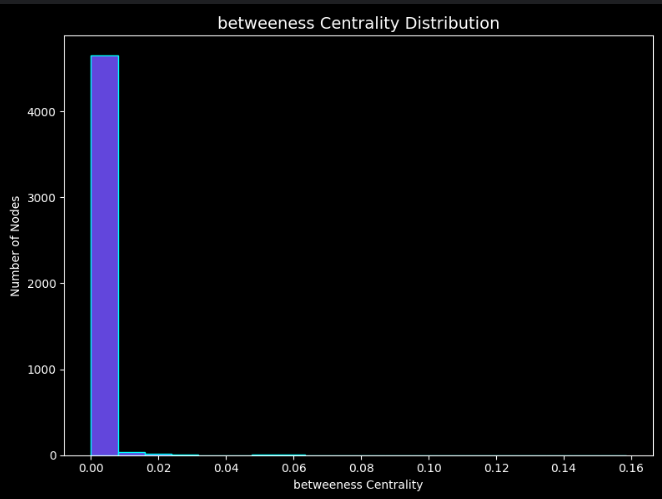 betweeness Centrality Distribution
Number of Nodes
4000
3000
2000
1000
0
0.00 0.02 0.04 0.06 0.08 0.10 0.12 0.14 0.16
betweeness Centrality